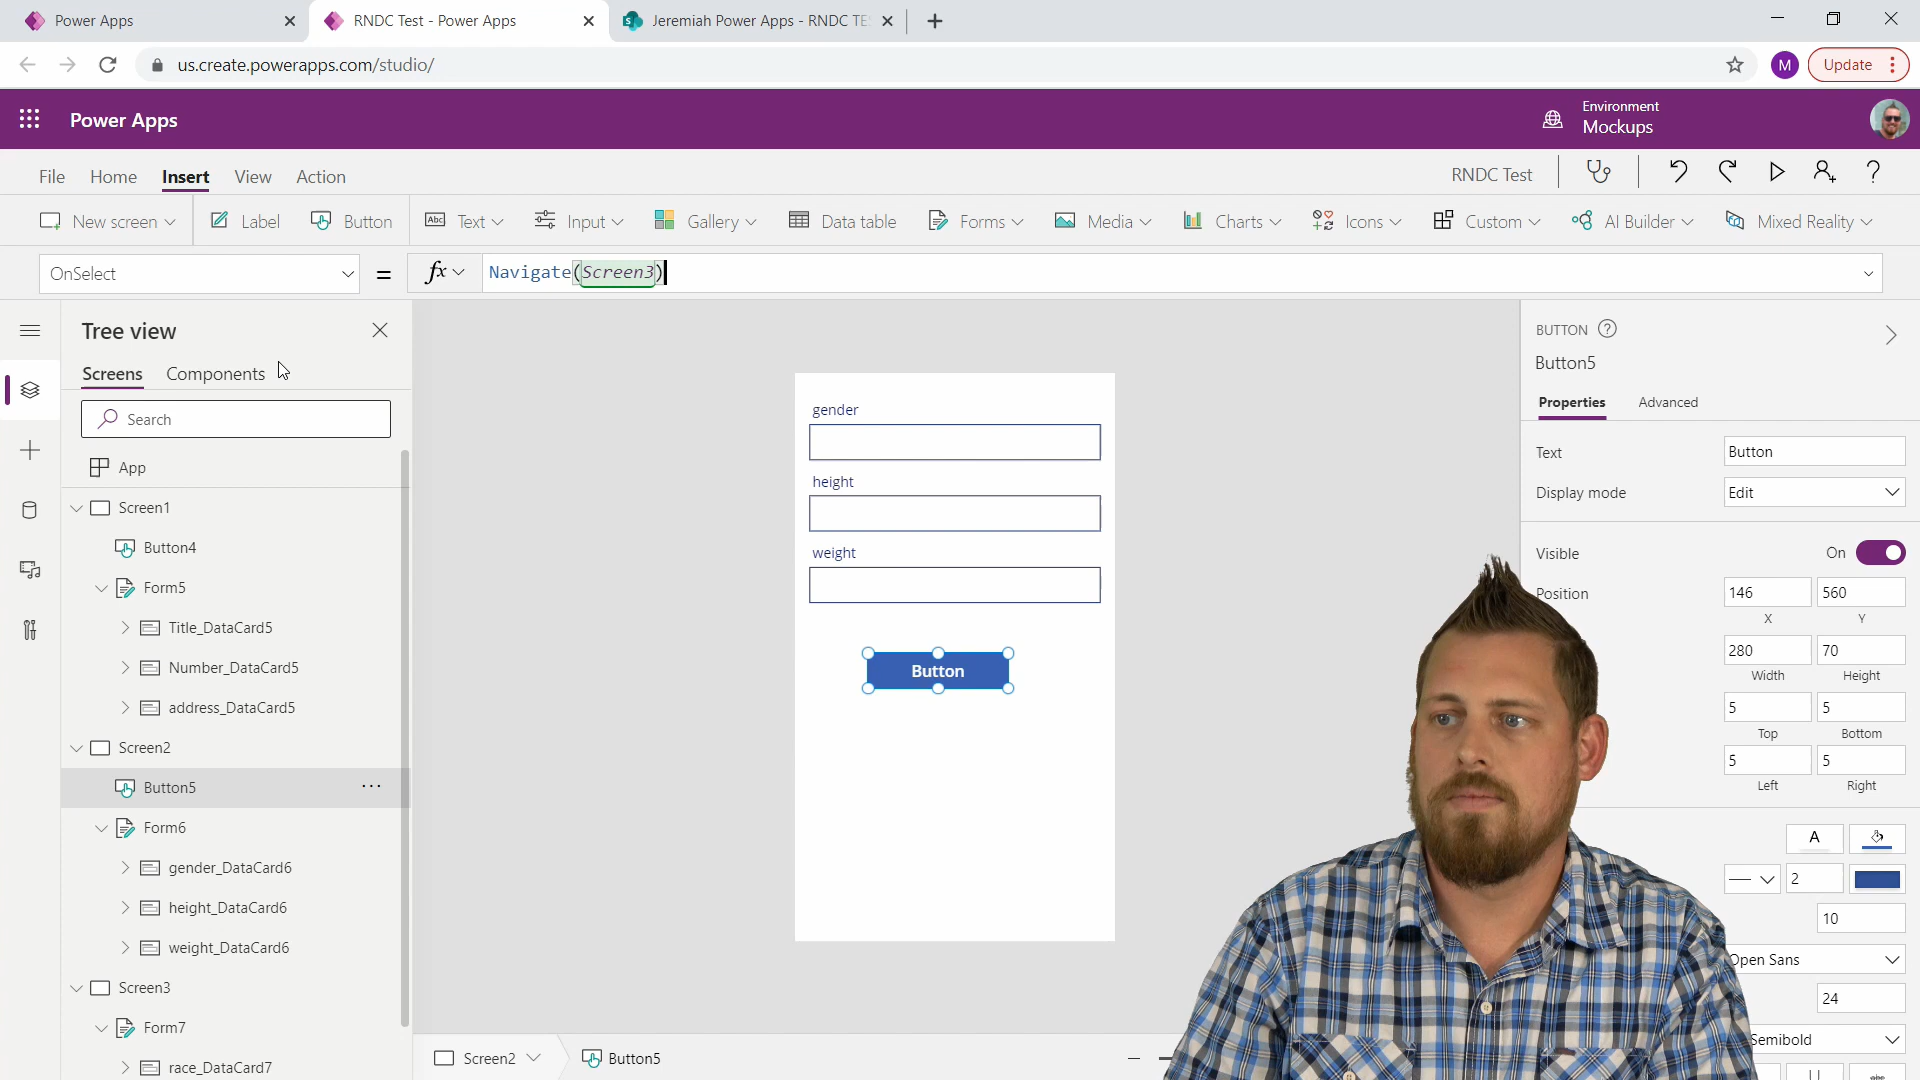 Power Apps
RNDC Test - Power Apps
Jeremiah Power Apps - RNDC TE
us.create.powerapps.com/studio/
M
Update
Power Apps
Environment
Mockups
File
Home
Insert
View
Action
RNDC Test
New screen
Label
Button
Abc Text
Input
Gallery
Data table
Forms
Media
Charts
Icons
Custom
AI Builder
Mixed Reality
OnSelect
=
fx
Navigate(Screen3)
Tree view
Screens
Components
Search
App
Screen1
Button4
Form5
Title_DataCard5
Number_DataCard5
address_DataCard5
Screen2
Button5
Form6
gender_DataCard6
height_DataCard6
weight_DataCard6
Screen3
Form7
race_DataCard7
gender
height
weight
Button
Screen2
Button5
BUTTON
Button5
Properties
Advanced
Text
Button
Display mode
Edit
Visible
On
Position
146
560
X
Y
280
70
Width
Height
5
5
Top
Bottom
5
5
Left
Right
A
2
10
Open Sans
24
Semibold